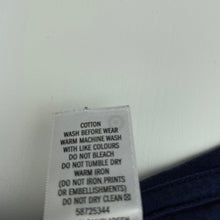 COTTON
WASH BEFORE WEAR
WARM MACHINE WASH
WITH LIKE COLOURS
DO NOT BLEACH
DO NOT TUMBLE DRY
WARM IRON
(DO NOT IRON PRINTS
OR EMBELLISHMENTS)
DO NOT DRY CLEAN
58725344